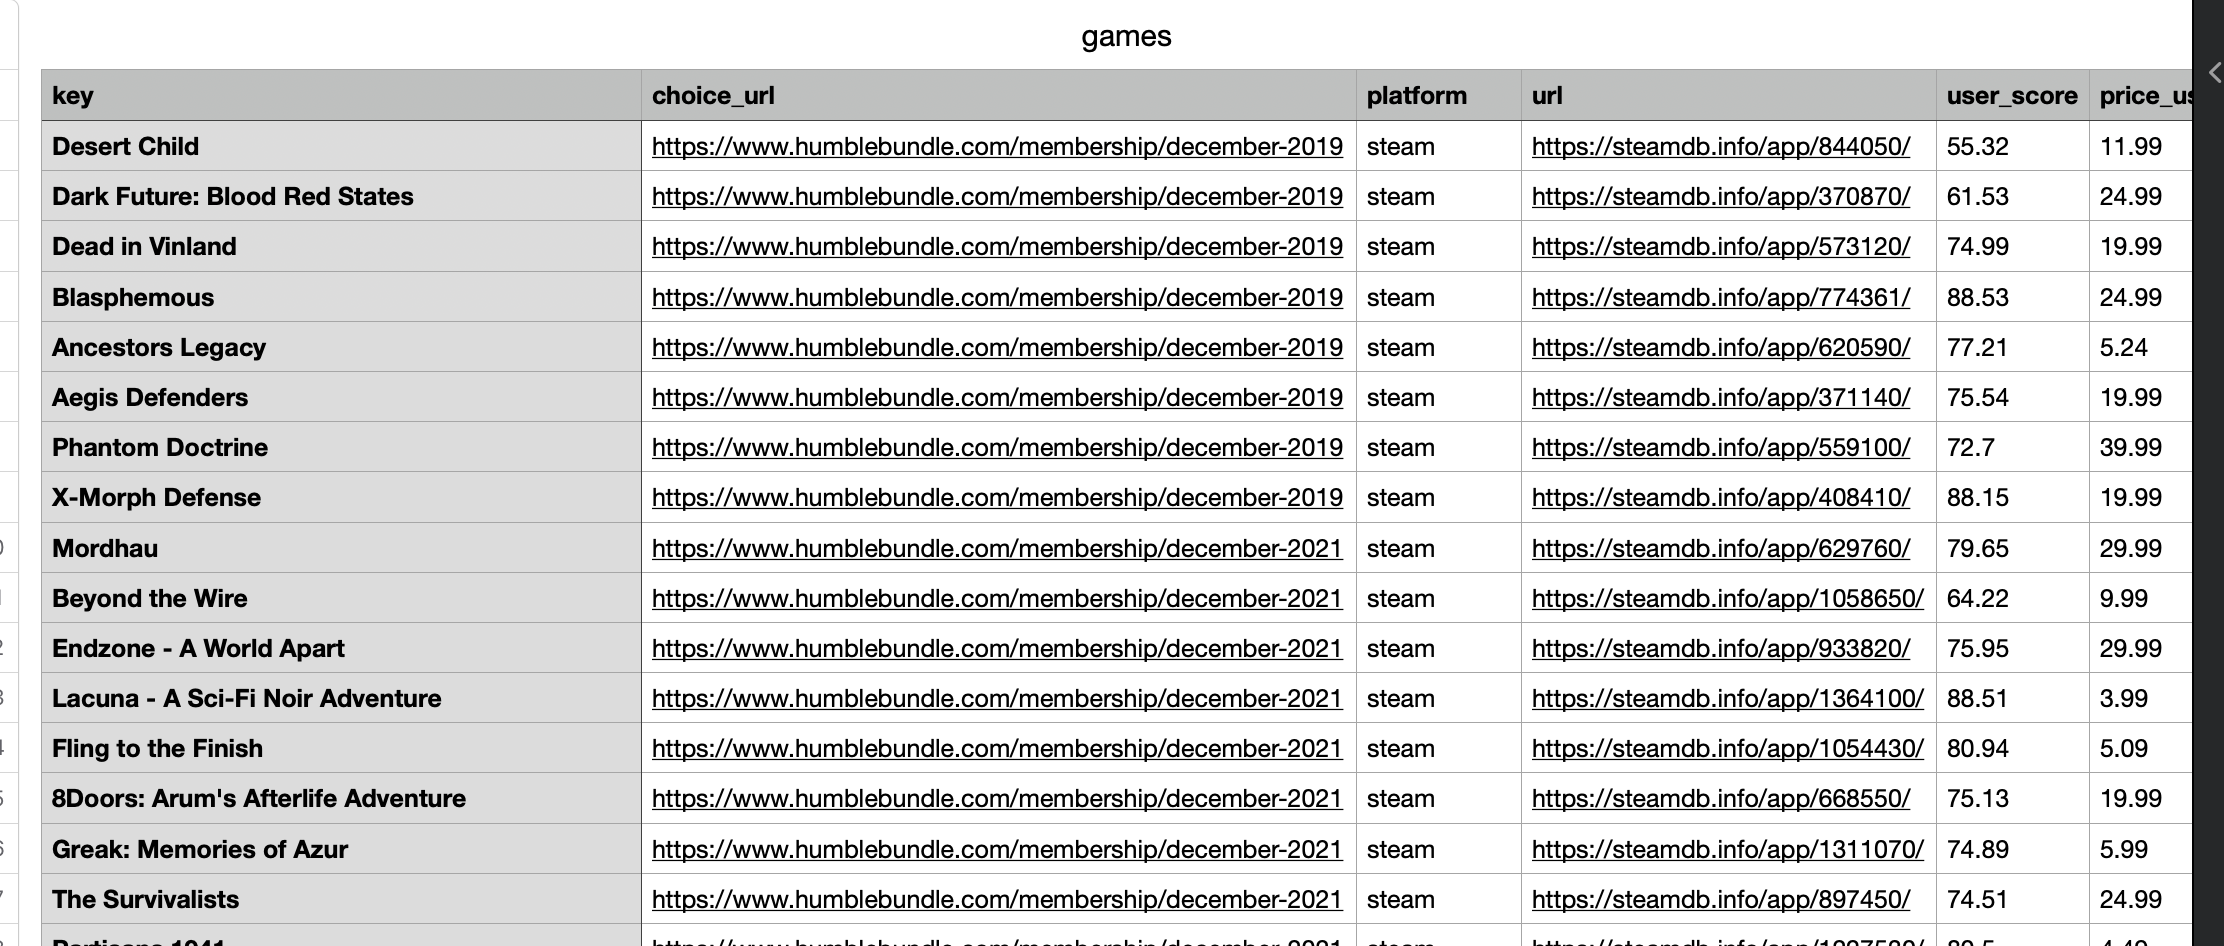 games
key choice_url platform url user_score price_us
Desert Child https://www.humblebundle.com/membership/december-2019 steam https://steamdb.info/app/844050/ 55.32 11.99
Dark Future: Blood Red States https://www.humblebundle.com/membership/december-2019 steam https://steamdb.info/app/370870/ 61.53 24.99
Dead in Vinland https://www.humblebundle.com/membership/december-2019 steam https://steamdb.info/app/573120/ 74.99 19.99
Blasphemous https://www.humblebundle.com/membership/december-2019 steam https://steamdb.info/app/774361/ 88.53 24.99
Ancestors Legacy https://www.humblebundle.com/membership/december-2019 steam https://steamdb.info/app/620590/ 77.21 5.24
Aegis Defenders https://www.humblebundle.com/membership/december-2019 steam https://steamdb.info/app/371140/ 75.54 19.99
Phantom Doctrine https://www.humblebundle.com/membership/december-2019 steam https://steamdb.info/app/559100/ 72.7 39.99
X-Morph Defense https://www.humblebundle.com/membership/december-2019 steam https://steamdb.info/app/408410/ 88.15 19.99
Mordhau https://www.humblebundle.com/membership/december-2021 steam https://steamdb.info/app/629760/ 79.65 29.99
Beyond the Wire https://www.humblebundle.com/membership/december-2021 steam https://steamdb.info/app/1058650/ 64.22 9.99
Endzone - A World Apart https://www.humblebundle.com/membership/december-2021 steam https://steamdb.info/app/933820/ 75.95 29.99
Lacuna - A Sci-Fi Noir Adventure https://www.humblebundle.com/membership/december-2021 steam https://steamdb.info/app/1364100/ 88.51 3.99
Fling to the Finish https://www.humblebundle.com/membership/december-2021 steam https://steamdb.info/app/1054430/ 80.94 5.09
8Doors: Arum's Afterlife Adventure https://www.humblebundle.com/membership/december-2021 steam https://steamdb.info/app/668550/ 75.13 19.99
Greak: Memories of Azur https://www.humblebundle.com/membership/december-2021 steam https://steamdb.info/app/1311070/ 74.89 5.99
The Survivalists https://www.humblebundle.com/membership/december-2021 steam https://steamdb.info/app/897450/ 74.51 24.99